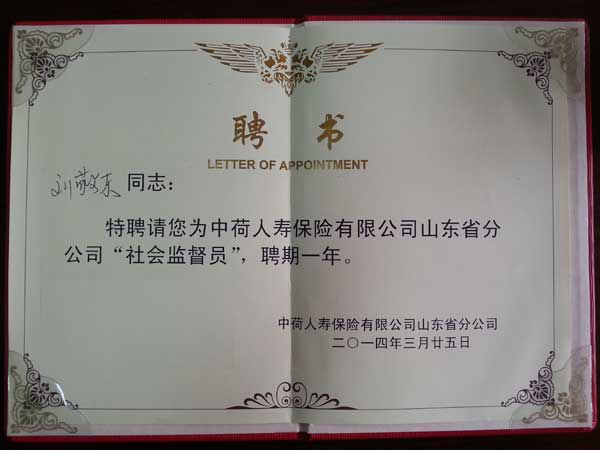 聘 书
LETTER OF APPOINTMENT
刘敬东 同志：
特聘请您为中荷人寿保险有限公司山东省分
公司“社会监督员”，聘期一年。
中荷人寿保险有限公司山东省分公司
二〇一四年三月廿五日